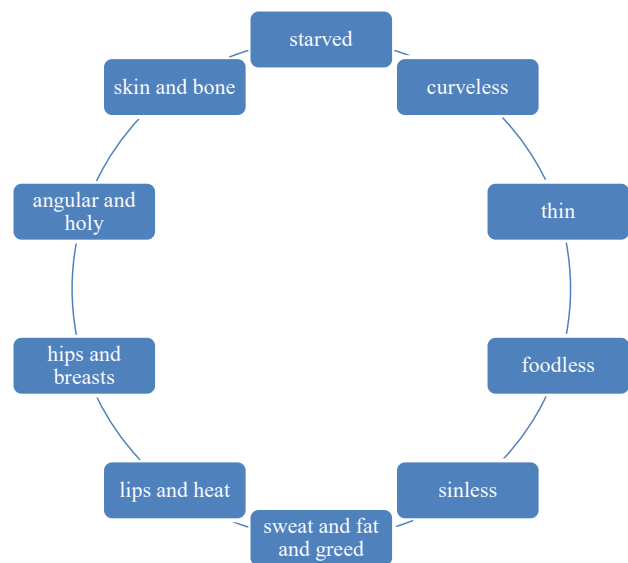 starved
curveless
thin
foodless
sinless
sweat and fat
and greed
lips and heat
hips and
breasts
angular and
holy
skin and bone